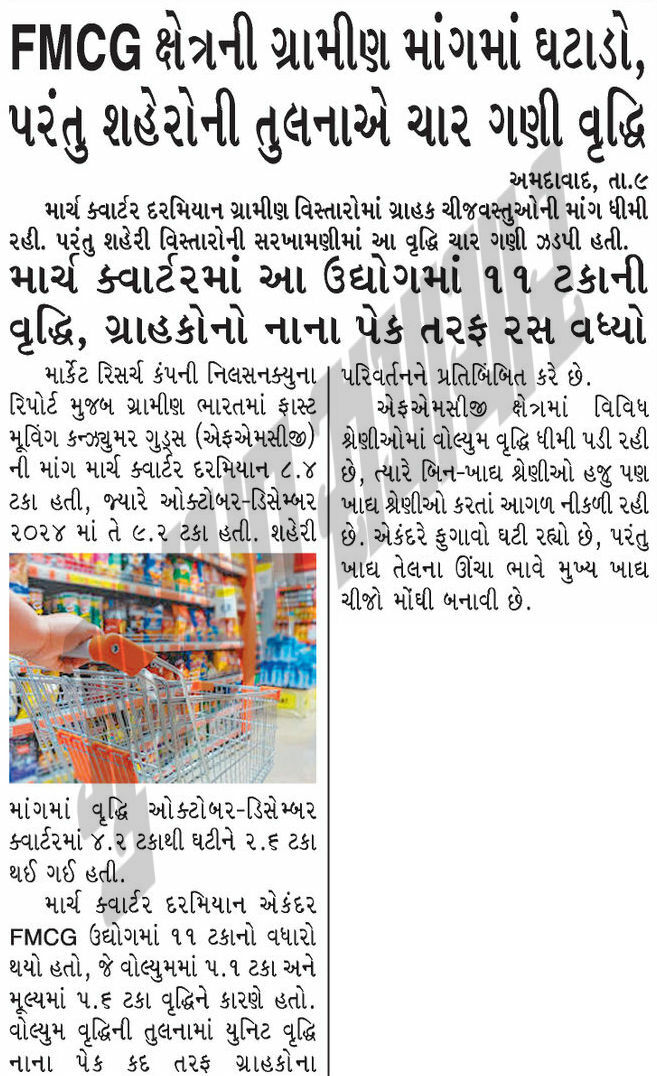 FMCG ક્ષેત્રની ગ્રામીણ માંગમાં ઘટાડો,
પરંતુ શહેરોની તુલનાએ ચાર ગણી વૃદ્ધિ
અમદાવાદ, તા.૯
માર્ચ ક્વાર્ટર દરમિયાન ગ્રામીણ વિસ્તારોમાં ગ્રાહક ચીજવસ્તુઓની માંગ ધીમી
રહી. પરંતુ શહેરી વિસ્તારોની સરખામણીમાં આ વૃદ્ધિ ચાર ગણી ઝડપી હતી.
માર્ચ ક્વાર્ટરમાં આ ઉદ્યોગમાં ૧૧ ટકાની
વૃદ્ધિ, ગ્રાહકોનો નાના પેક તરફ રસ વધ્યો
માર્કેટ રિસર્ચ કંપની નિલસનક્યુના
રિપોર્ટ મુજબ ગ્રામીણ ભારતમાં ફાસ્ટ
મૂવિંગ કન્ઝ્યુમર ગુડ્સ (એફએમસીજી)
ની માંગ માર્ચ ક્વાર્ટર દરમિયાન ૮.૪
ટકા હતી, જ્યારે ઓક્ટોબર-ડિસેમ્બર
૨૦૨૪ માં તે ૯.૨ ટકા હતી. શહેરી
માંગમાં વૃદ્ધિ ઓક્ટોબર-ડિસેમ્બર
ક્વાર્ટરમાં ૪.૨ ટકાથી ઘટીને ૨.૬ ટકા
થઈ ગઈ હતી.
માર્ચ ક્વાર્ટર દરમિયાન એકંદર
FMCG ઉદ્યોગમાં ૧૧ ટકાનો વધારો
થયો હતો, જે વોલ્યુમમાં ૫.૧ ટકા અને
મૂલ્યમાં ૫.૬ ટકા વૃદ્ધિને કારણે હતો.
વોલ્યુમ વૃદ્ધિની તુલનામાં યુનિટ વૃદ્ધિ
નાના પેક કદ તરફ ગ્રાહકોના
પરિવર્તનને પ્રતિબિંબિત કરે છે.
એફએમસીજી ક્ષેત્રમાં વિવિધ
શ્રેણીઓમાં વોલ્યુમ વૃદ્ધિ ધીમી પડી રહી
છે, ત્યારે બિન-ખાદ્ય શ્રેણીઓ હજુ પણ
ખાદ્ય શ્રેણીઓ કરતાં આગળ નીકળી રહી
છે. એકંદરે ફુગાવો ઘટી રહ્યો છે, પરંતુ
ખાદ્ય તેલના ઊંચા ભાવે મુખ્ય ખાદ્ય
ચીજો મોંઘી બનાવી છે.